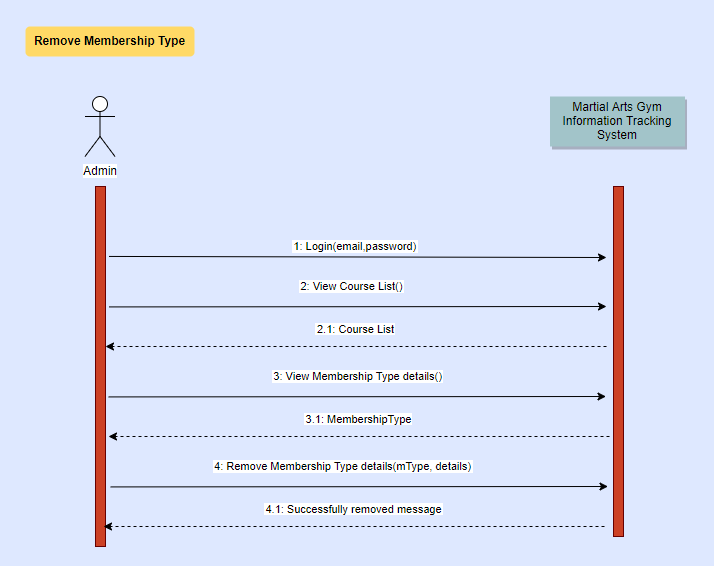 Remove Membership Type
Martial Arts Gym
Information Tracking
System
Admin
1: Login(email,password)
2: View Course List()
2.1: Course List
3: View Membership Type details()
3.1: MembershipType
4: Remove Membership Type details(mType, details)
4.1: Successfully removed message